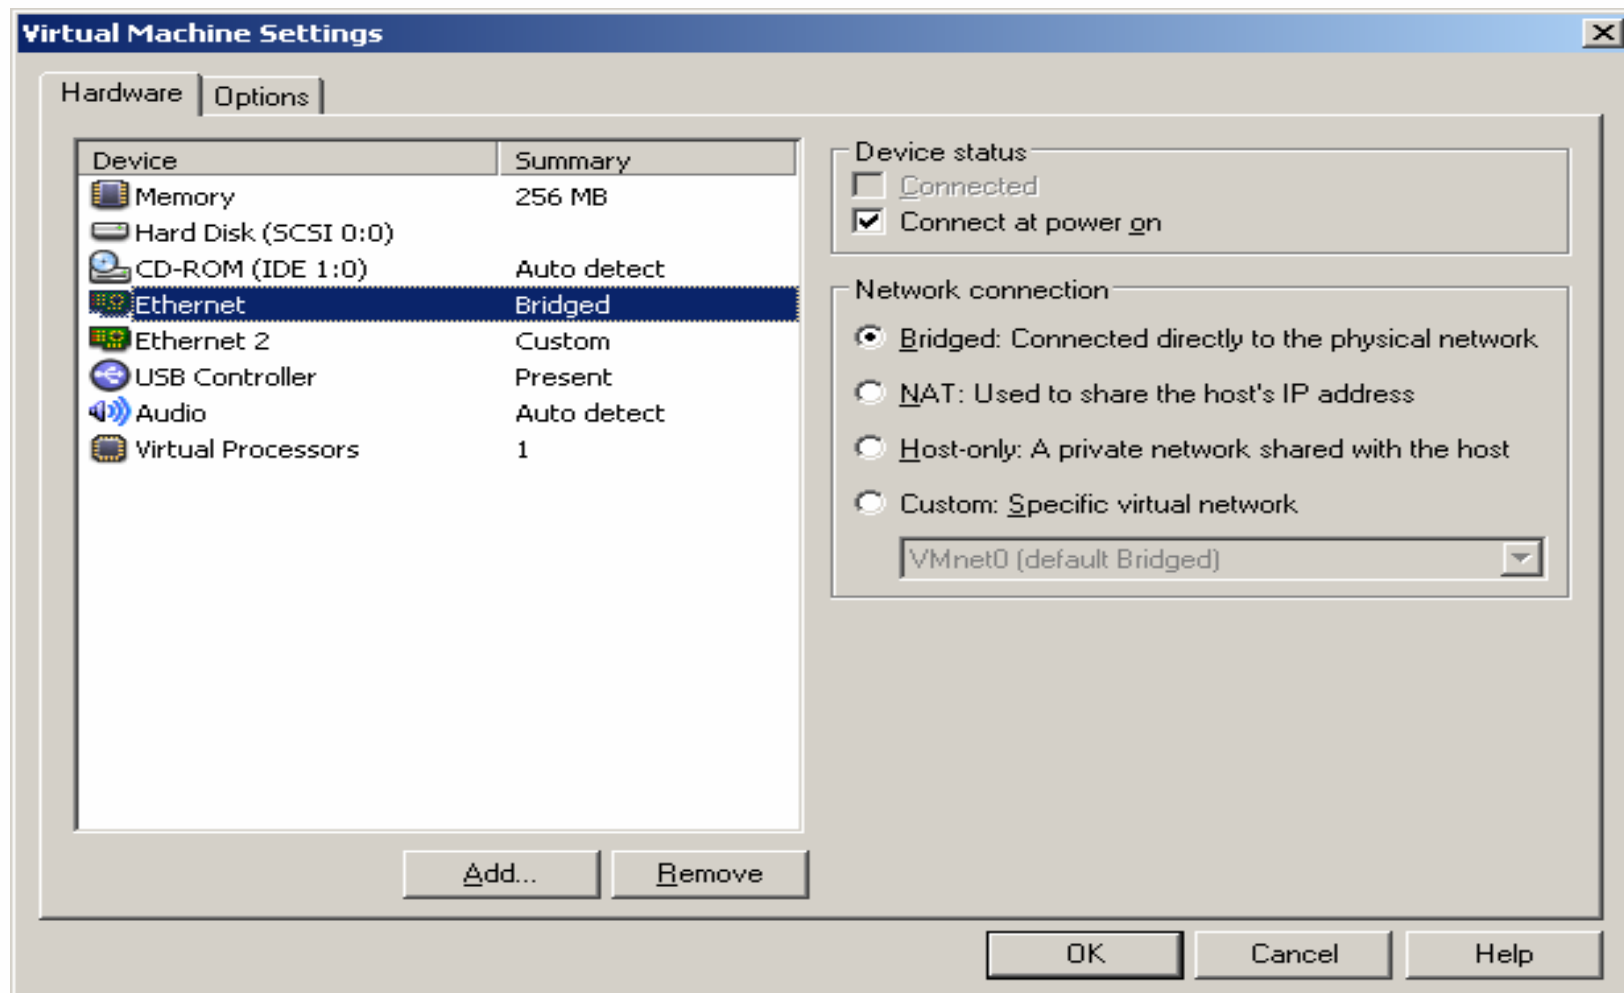 Virtual Machine Settings
Hardware Options
Device Summary
Memory 256 MB
Hard Disk (SCSI 0:0)
CD-ROM (IDE 1:0) Auto detect
Ethernet Bridged
Ethernet 2 Custom
USB Controller Present
Audio Auto detect
Virtual Processors 1
Add... Remove
Device status
Connected
Connect at power on
Network connection
Bridged: Connected directly to the physical network
NAT: Used to share the host's IP address
Host-only: A private network shared with the host
Custom: Specific virtual network
VMnet0 (default Bridged)
OK Cancel Help